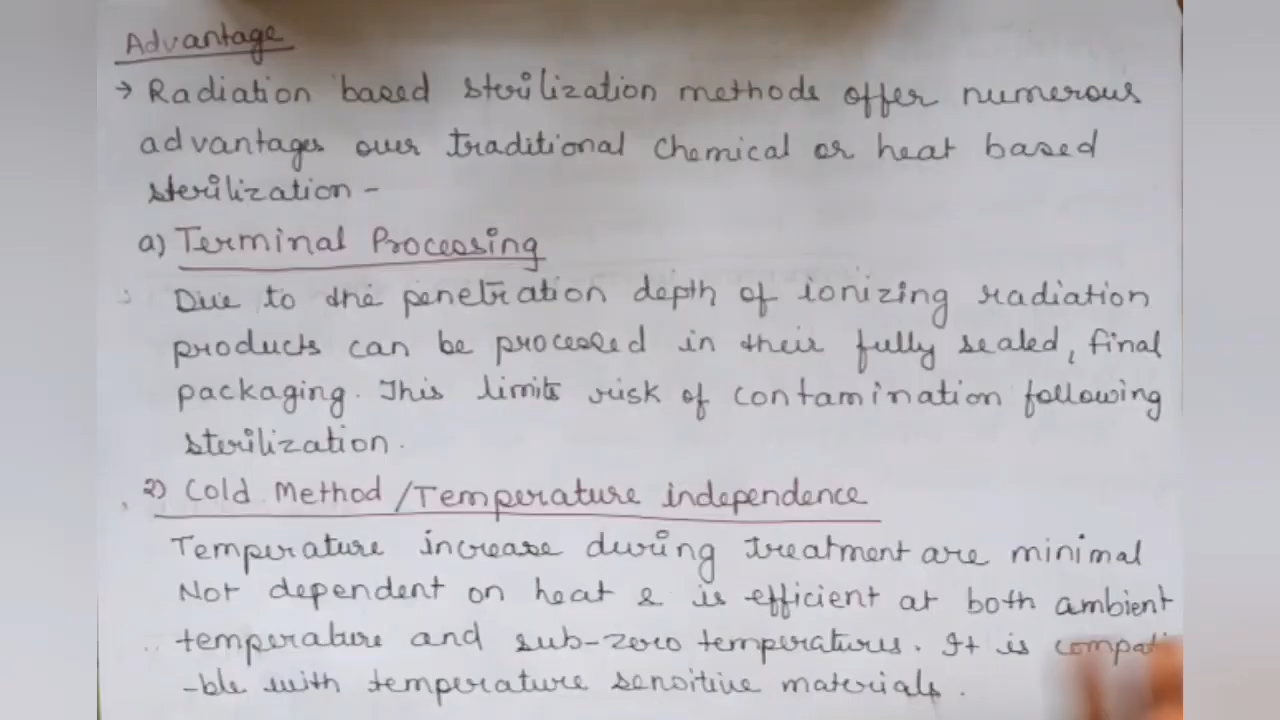 Advantage
→ Radiation based sterilization methods offer numerous
advantages over traditional chemical or heat based
sterilization -
a) Terminal Processing
Due to the penetration depth of ionizing radiation
products can be processed in their fully sealed, final
packaging. This limits risk of contamination following
sterilization.
2) Cold Method / Temperature independence
Temperature increase during treatment are minimal
Not dependent on heat & is efficient at both ambient
temperature and sub-zero temperatures. It is compati
-ble with temperature sensitive materials.